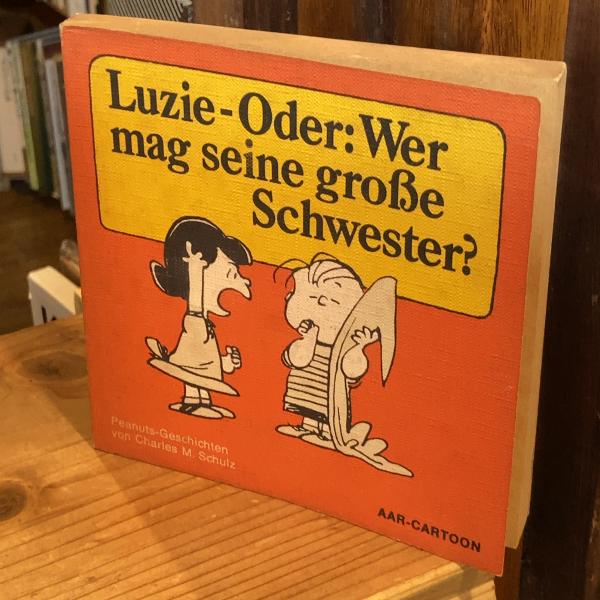 Luzie-Oder: Wer
mag seine große
Schwester?
Peanuts-Geschichten
von Charles M. Schulz
AAR-CARTOON